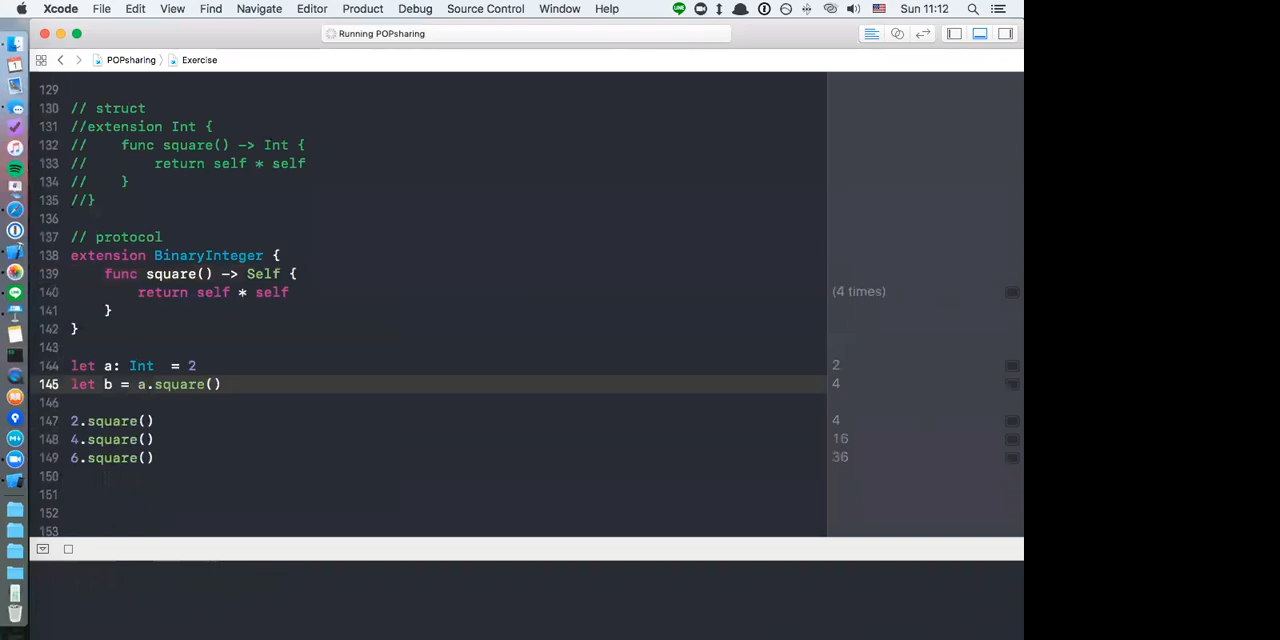 Xcode File Edit View Find Navigate Editor Product Debug Source Control Window Help Sun 11:12
Running POPsharing
POPsharing Exercise
129
130 // struct
131 //extension Int {
132 //    func square() -> Int {
133 //        return self * self
134 //    }
135 //}
136
137 // protocol
138 extension BinaryInteger {
139     func square() -> Self {
140         return self * self (4 times)
141     }
142 }
143
144 let a: Int  = 2 2
145 let b = a.square() 4
146
147 2.square() 4
148 4.square() 16
149 6.square() 36
150
151
152
153